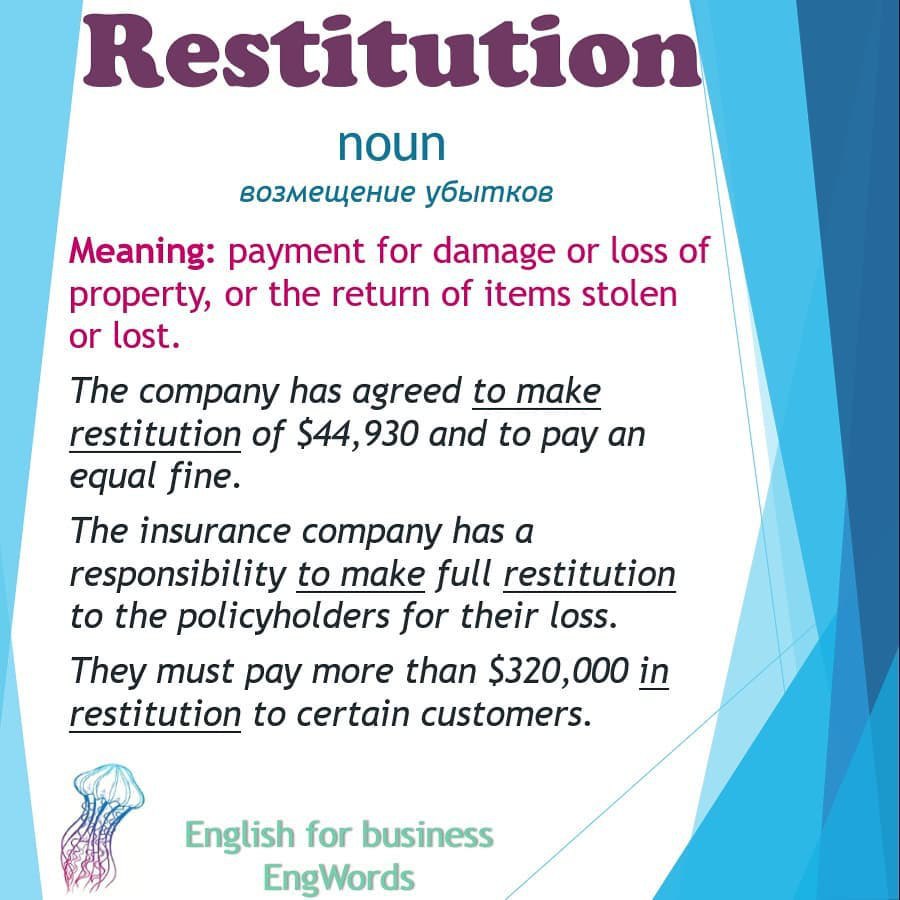 Restitution
noun
возмещение убытков
Meaning: payment for damage or loss of
property, or the return of items stolen
or lost.
The company has agreed to make
restitution of $44,930 and to pay an
equal fine.
The insurance company has a
responsibility to make full restitution
to the policyholders for their loss.
They must pay more than $320,000 in
restitution to certain customers.
English for business
EngWords